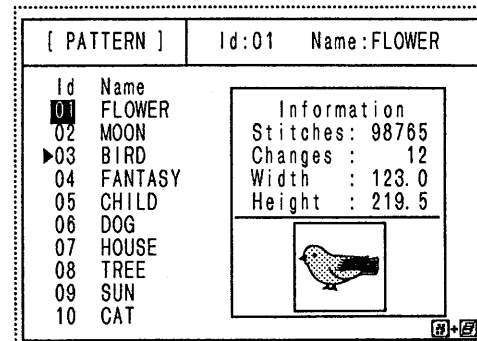 [ PATTERN ] Id:01 Name:FLOWER
Id Name
01 FLOWER
02 MOON
▶03 BIRD
04 FANTASY
05 CHILD
06 DOG
07 HOUSE
08 TREE
09 SUN
10 CAT
Information
Stitches: 98765
Changes : 12
Width : 123.0
Height : 219.5